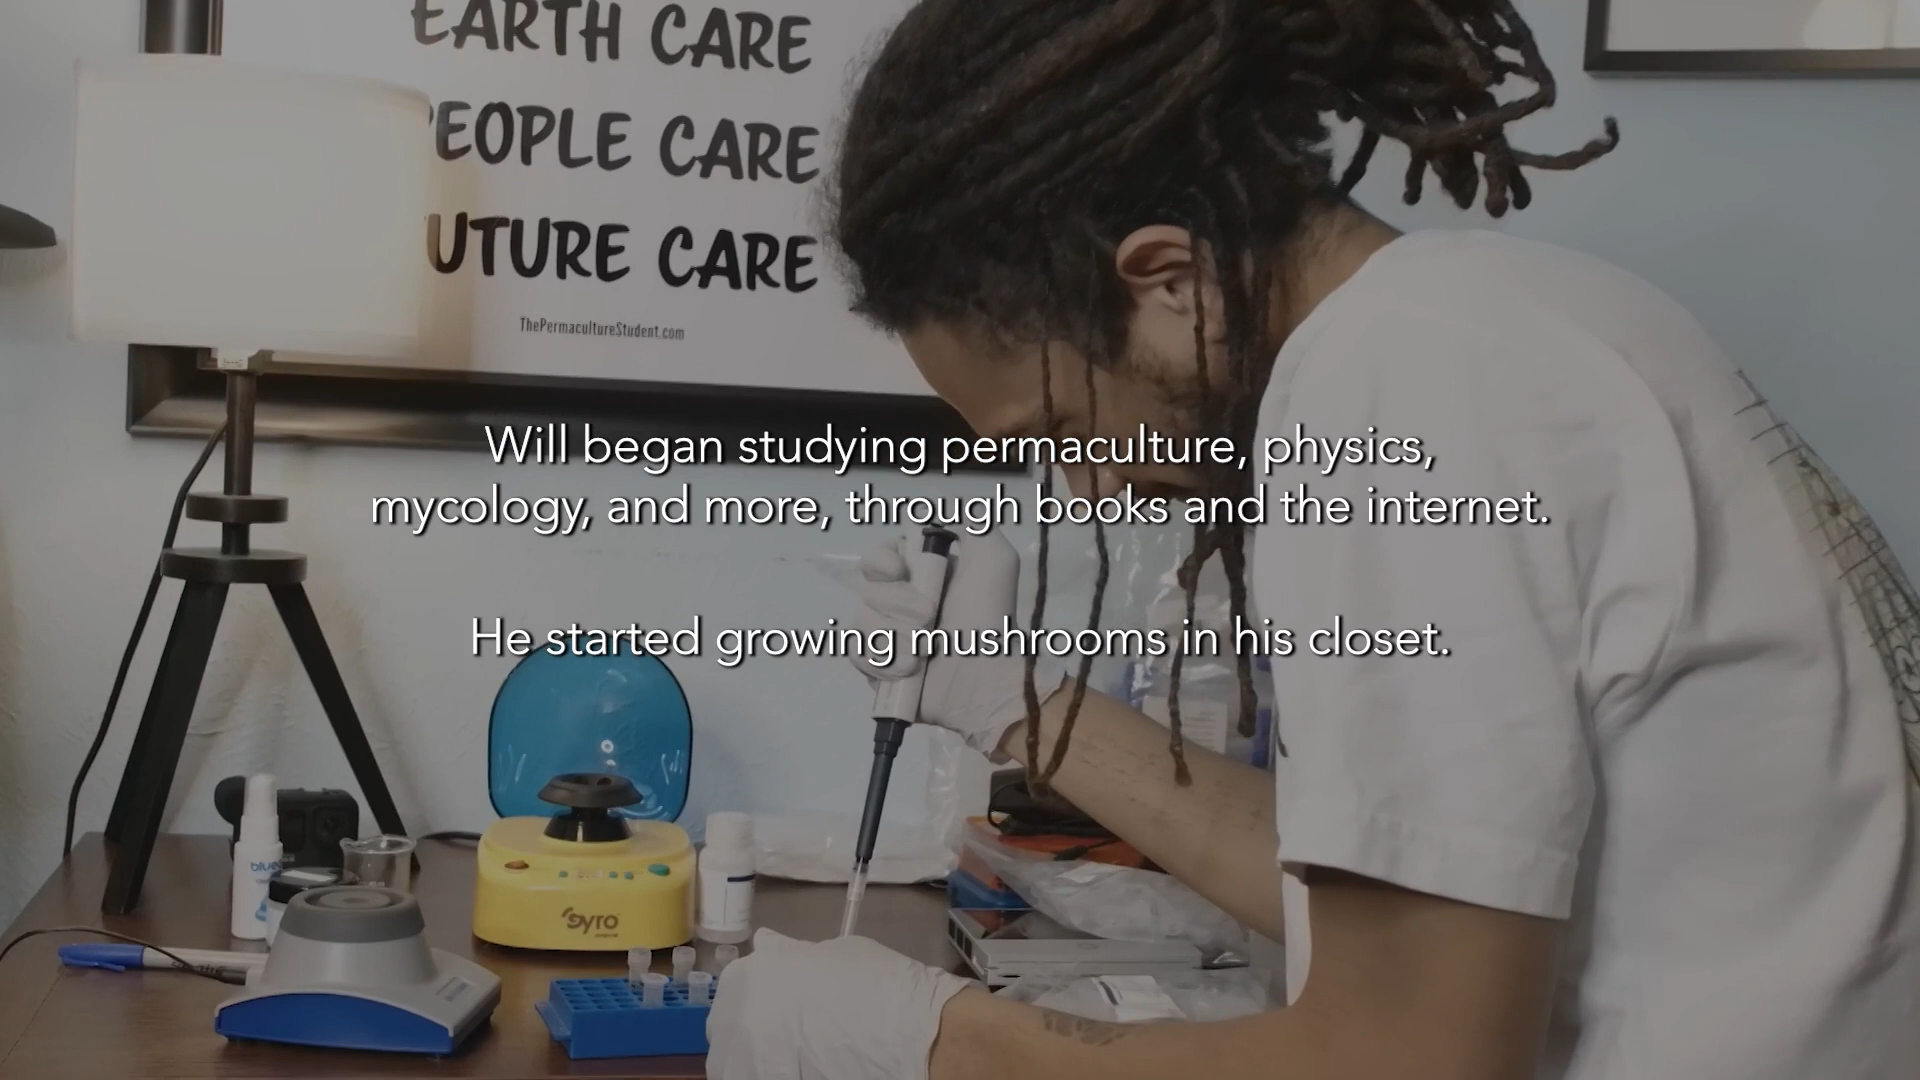 EARTH CARE
PEOPLE CARE
UTURE CARE
ThePermacultureStudent.com
Will began studying permaculture, physics,
mycology, and more, through books and the internet.
He started growing mushrooms in his closet.
blue
Gyro